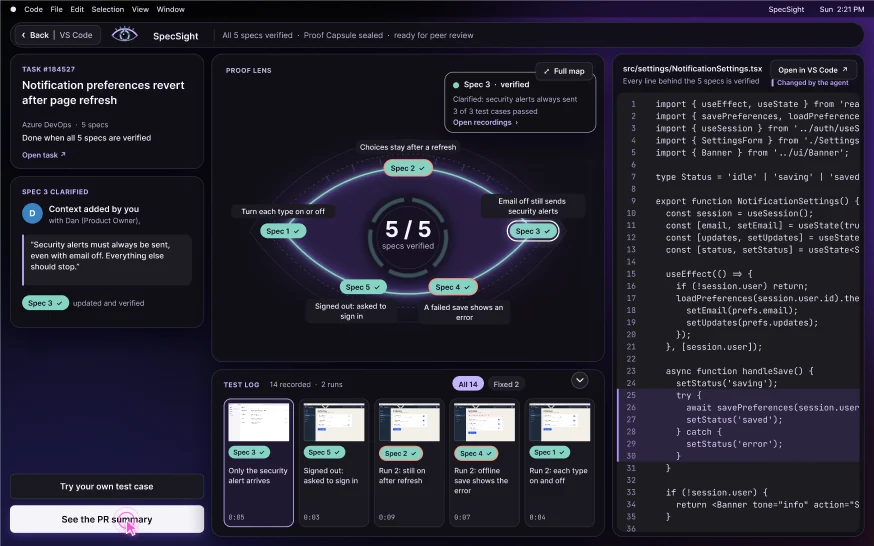 Code File Edit Selection View Window
SpecSight Sun 2:21 PM
‹ Back | VS Code
SpecSight
All 5 specs verified · Proof Capsule sealed · ready for peer review
TASK #184527
Notification preferences revert
after page refresh
Azure DevOps · 5 specs
Done when all 5 specs are verified
Open task ↗
SPEC 3 CLARIFIED
D
Context added by you
with Dan (Product Owner),
“Security alerts must always be sent,
even with email off. Everything else
should stop.”
Spec 3 ✓ updated and verified
Try your own test case
See the PR summary
PROOF LENS
Full map
Spec 3 · verified
Clarified: security alerts always sent
3 of 3 test cases passed
Open recordings ›
Choices stay after a refresh
Spec 2 ✓
Turn each type on or off
Spec 1 ✓
Email off still sends
security alerts
Spec 3 ✓
5 / 5
specs verified
Spec 5 ✓
Signed out: asked to
sign in
Spec 4 ✓
A failed save shows an
error
TEST LOG 14 recorded · 2 runs
All 14 Fixed 2
Spec 3 ✓
Only the security
alert arrives
0:05
Spec 5 ✓
Signed out:
asked to sign in
0:03
Spec 2 ✓
Run 2: still on
after refresh
0:09
Spec 4 ✓
Run 2: offline
save shows the
error
0:07
Spec 1 ✓
Run 2: each type
on and off
0:04
src/settings/NotificationSettings.tsx
Every line behind the 5 specs is verified
Open in VS Code ↗
Changed by the agent
1 import { useEffect, useState } from 'rea
2 import { savePreferences, loadPreference
3 import { useSession } from '../auth/useS
4 import { SettingsForm } from './Settings
5 import { Banner } from '../ui/Banner';
6
7 type Status = 'idle' | 'saving' | 'saved
8
9 export function NotificationSettings() {
10 const session = useSession();
11 const [email, setEmail] = useState(tru
12 const [updates, setUpdates] = useState
13 const [status, setStatus] = useState<S
14
15 useEffect(() => {
16 if (!session.user) return;
17 loadPreferences(session.user.id).the
18 setEmail(prefs.email);
19 setUpdates(prefs.updates);
20 });
21 }, [session.user]);
22
23 async function handleSave() {
24 setStatus('saving');
25 try {
26 await savePreferences(session.user
27 setStatus('saved');
28 } catch {
29 setStatus('error');
30 }
31 }
32
33 if (!session.user) {
34 return <Banner tone="info" action="S
35 }
36